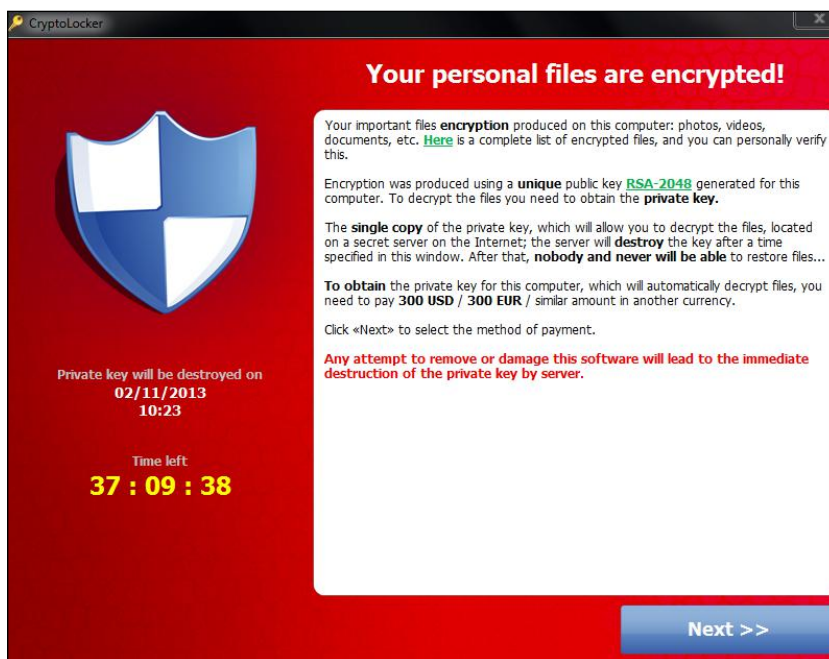 CryptoLocker
Your personal files are encrypted!
Your important files encryption produced on this computer: photos, videos,
documents, etc. Here is a complete list of encrypted files, and you can personally verify
this.
Encryption was produced using a unique public key RSA-2048 generated for this
computer. To decrypt the files you need to obtain the private key.
The single copy of the private key, which will allow you to decrypt the files, located
on a secret server on the Internet; the server will destroy the key after a time
specified in this window. After that, nobody and never will be able to restore files...
To obtain the private key for this computer, which will automatically decrypt files, you
need to pay 300 USD / 300 EUR / similar amount in another currency.
Click «Next» to select the method of payment.
Any attempt to remove or damage this software will lead to the immediate
destruction of the private key by server.
Private key will be destroyed on
02/11/2013
10:23
Time left
37 : 09 : 38
Next >>